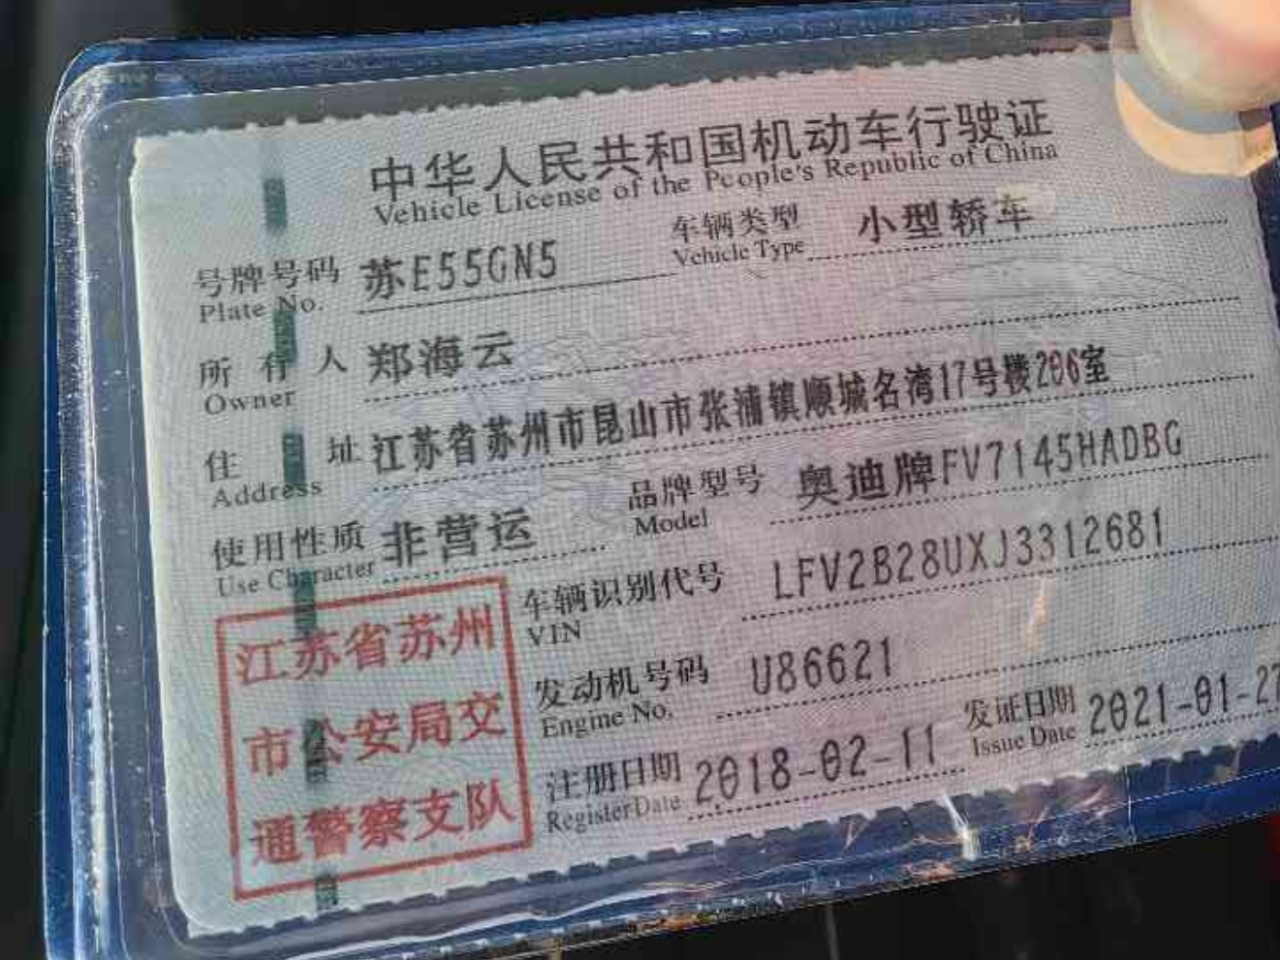 中华人民共和国机动车行驶证
Vehicle License of the People's Republic of China
号牌号码 苏E55GN5 车辆类型 小型轿车
Plate No. Vehicle Type
所有人 郑海云
Owner
住址 江苏省苏州市昆山市张浦镇顺城名湾17号楼206室
Address
使用性质 非营运 品牌型号 奥迪牌FV7145HADBG
Use Character Model
车辆识别代号 LFV2B28UXJ3312681
VIN
发动机号码 U86621
Engine No.
注册日期 2018-02-11 发证日期 2021-01-27
Register Date Issue Date
江苏省苏州
市公安局交
通警察支队